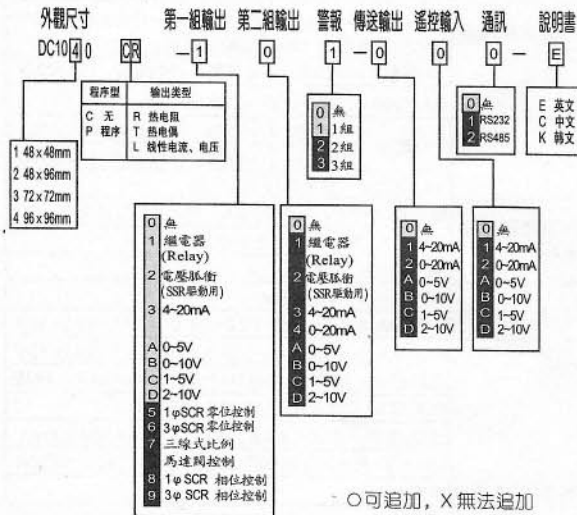 外觀尺寸 第一組輸出 第二組輸出 警報 傳送輸出 遙控輸入 通訊 說明書
DC10 4 0 CR － 1 0 1 － 0 0 0 － E
程序型 输出类型
C 无 R 热电阻
P 程序 T 热电偶
L 线性电流、电压
1 48 x 48mm
2 48 x 96mm
3 72 x 72mm
4 96 x 96mm
0 無
1 1組
2 2組
3 3組
0 無
1 RS232
2 RS485
E 英文
C 中文
K 韩文
0 無
1 繼電器
(Relay)
2 電壓脈衝
(SSR驅動用)
3 4~20mA
A 0~5V
B 0~10V
C 1~5V
D 2~10V
5 1φSCR 零位控制
6 3φSCR 零位控制
7 三線式比例
馬達閥控制
8 1φ SCR 相位控制
9 3φ SCR 相位控制
0 無
1 繼電器
(Relay)
2 電壓脈衝
(SSR驅動用)
3 4~20mA
4 0~20mA
A 0~5V
B 0~10V
C 1~5V
D 2~10V
0 無
1 4~20mA
2 0~20mA
A 0~5V
B 0~10V
C 1~5V
D 2~10V
0 無
1 4~20mA
2 0~20mA
A 0~5V
B 0~10V
C 1~5V
D 2~10V
○可追加，X 無法追加